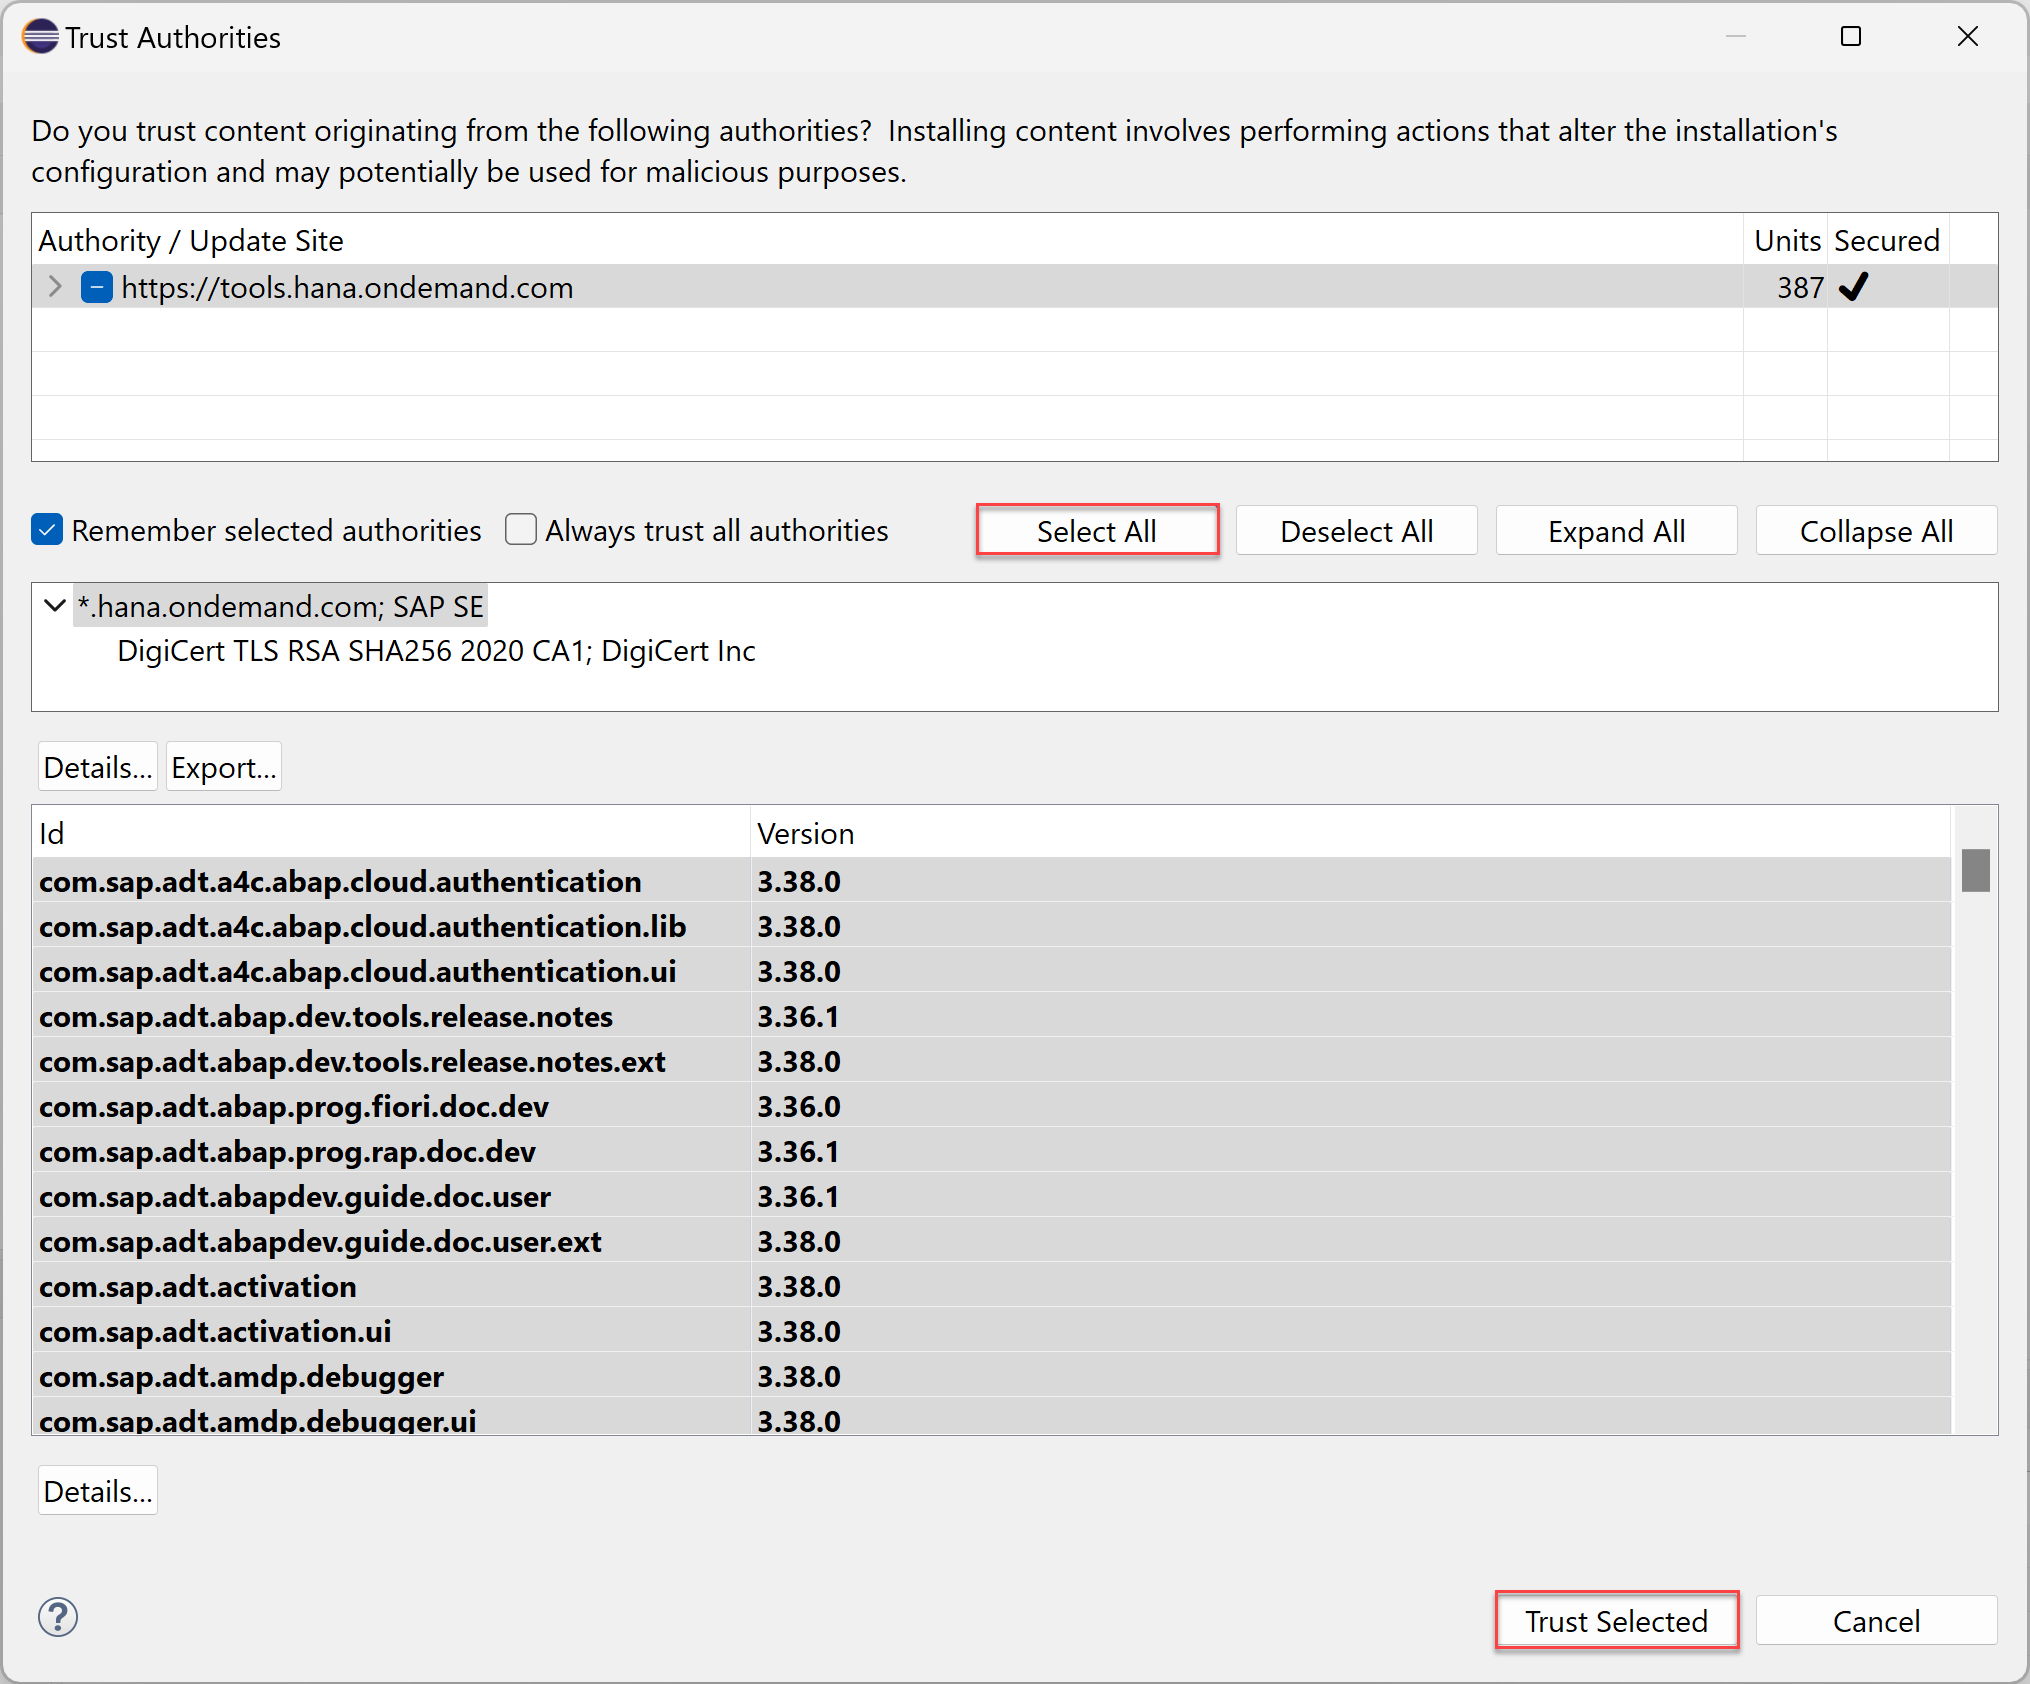 Trust Authorities
Do you trust content originating from the following authorities?  Installing content involves performing actions that alter the installation's
configuration and may potentially be used for malicious purposes.
Authority / Update Site Units Secured
https://tools.hana.ondemand.com 387
Remember selected authorities Always trust all authorities Select All Deselect All Expand All Collapse All
*.hana.ondemand.com; SAP SE
DigiCert TLS RSA SHA256 2020 CA1; DigiCert Inc
Details... Export...
Id Version
com.sap.adt.a4c.abap.cloud.authentication 3.38.0
com.sap.adt.a4c.abap.cloud.authentication.lib 3.38.0
com.sap.adt.a4c.abap.cloud.authentication.ui 3.38.0
com.sap.adt.abap.dev.tools.release.notes 3.36.1
com.sap.adt.abap.dev.tools.release.notes.ext 3.38.0
com.sap.adt.abap.prog.fiori.doc.dev 3.36.0
com.sap.adt.abap.prog.rap.doc.dev 3.36.1
com.sap.adt.abapdev.guide.doc.user 3.36.1
com.sap.adt.abapdev.guide.doc.user.ext 3.38.0
com.sap.adt.activation 3.38.0
com.sap.adt.activation.ui 3.38.0
com.sap.adt.amdp.debugger 3.38.0
com.sap.adt.amdp.debugger.ui 3.38.0
Details...
? Trust Selected Cancel